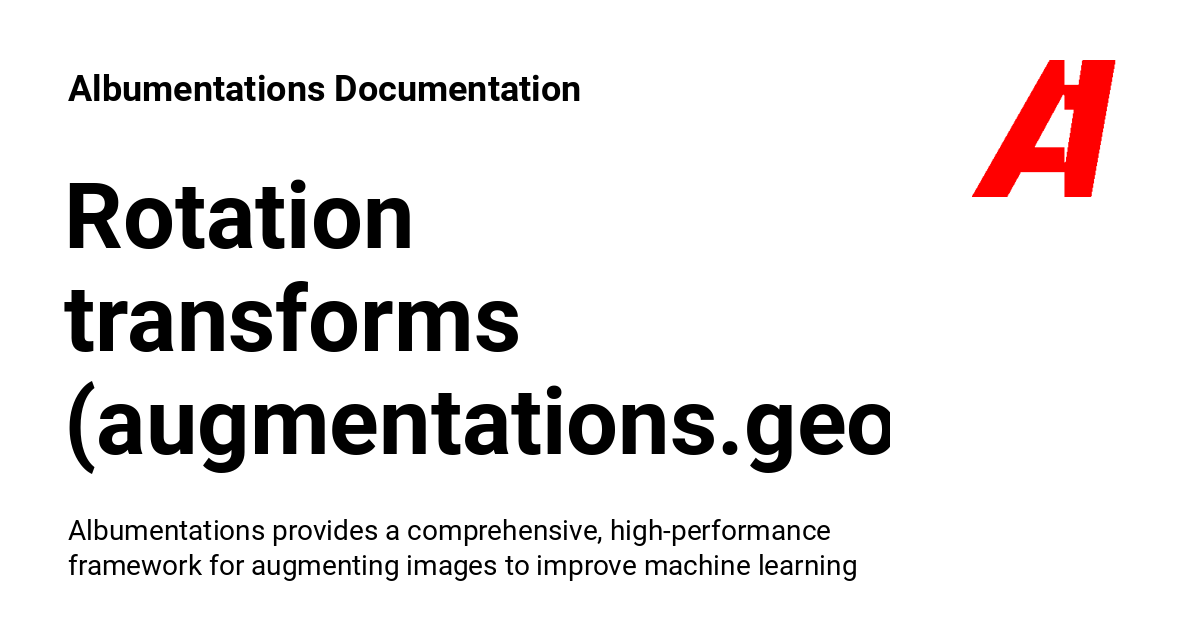 Albumentations Documentation
Rotation
transforms
(augmentations.geo
Albumentations provides a comprehensive, high-performance
framework for augmenting images to improve machine learning